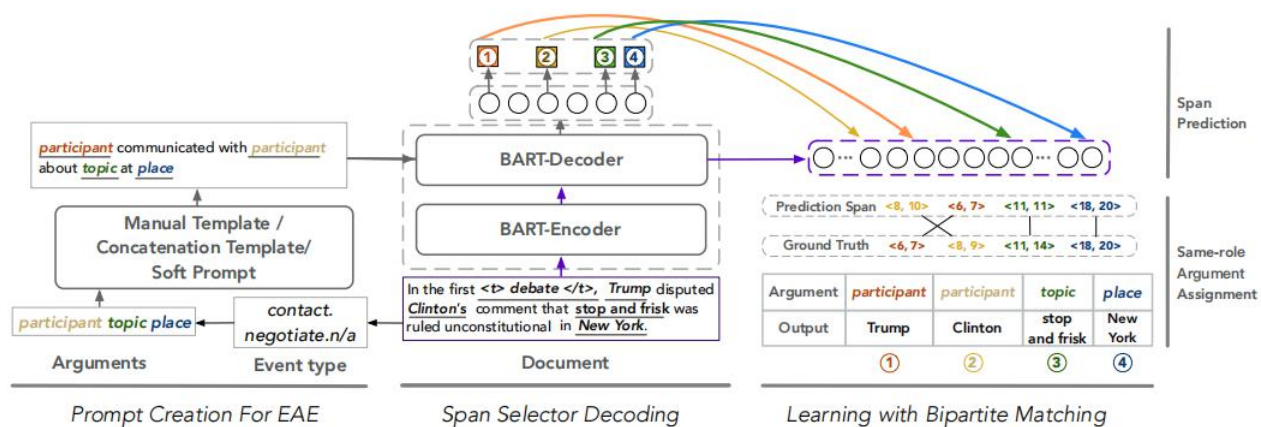 ① ② ③ ④
Span
Prediction
participant communicated with participant
about topic at place
BART-Decoder
...
...
Manual Template /
Concatenation Template/
Soft Prompt
BART-Encoder
Prediction Span <8, 10> <6, 7> <11, 11> <18, 20>
Ground Truth <6, 7> <8, 9> <11, 14> <18, 20>
Same-role
Argument
Assignment
participant topic place
contact.
negotiate.n/a
In the first <t> debate </t>, Trump disputed
Clinton's comment that stop and frisk was
ruled unconstitutional in New York.
Argument participant participant topic place
Output Trump Clinton stop and frisk New York
① ② ③ ④
Arguments Event type
Document
Prompt Creation For EAE
Span Selector Decoding
Learning with Bipartite Matching